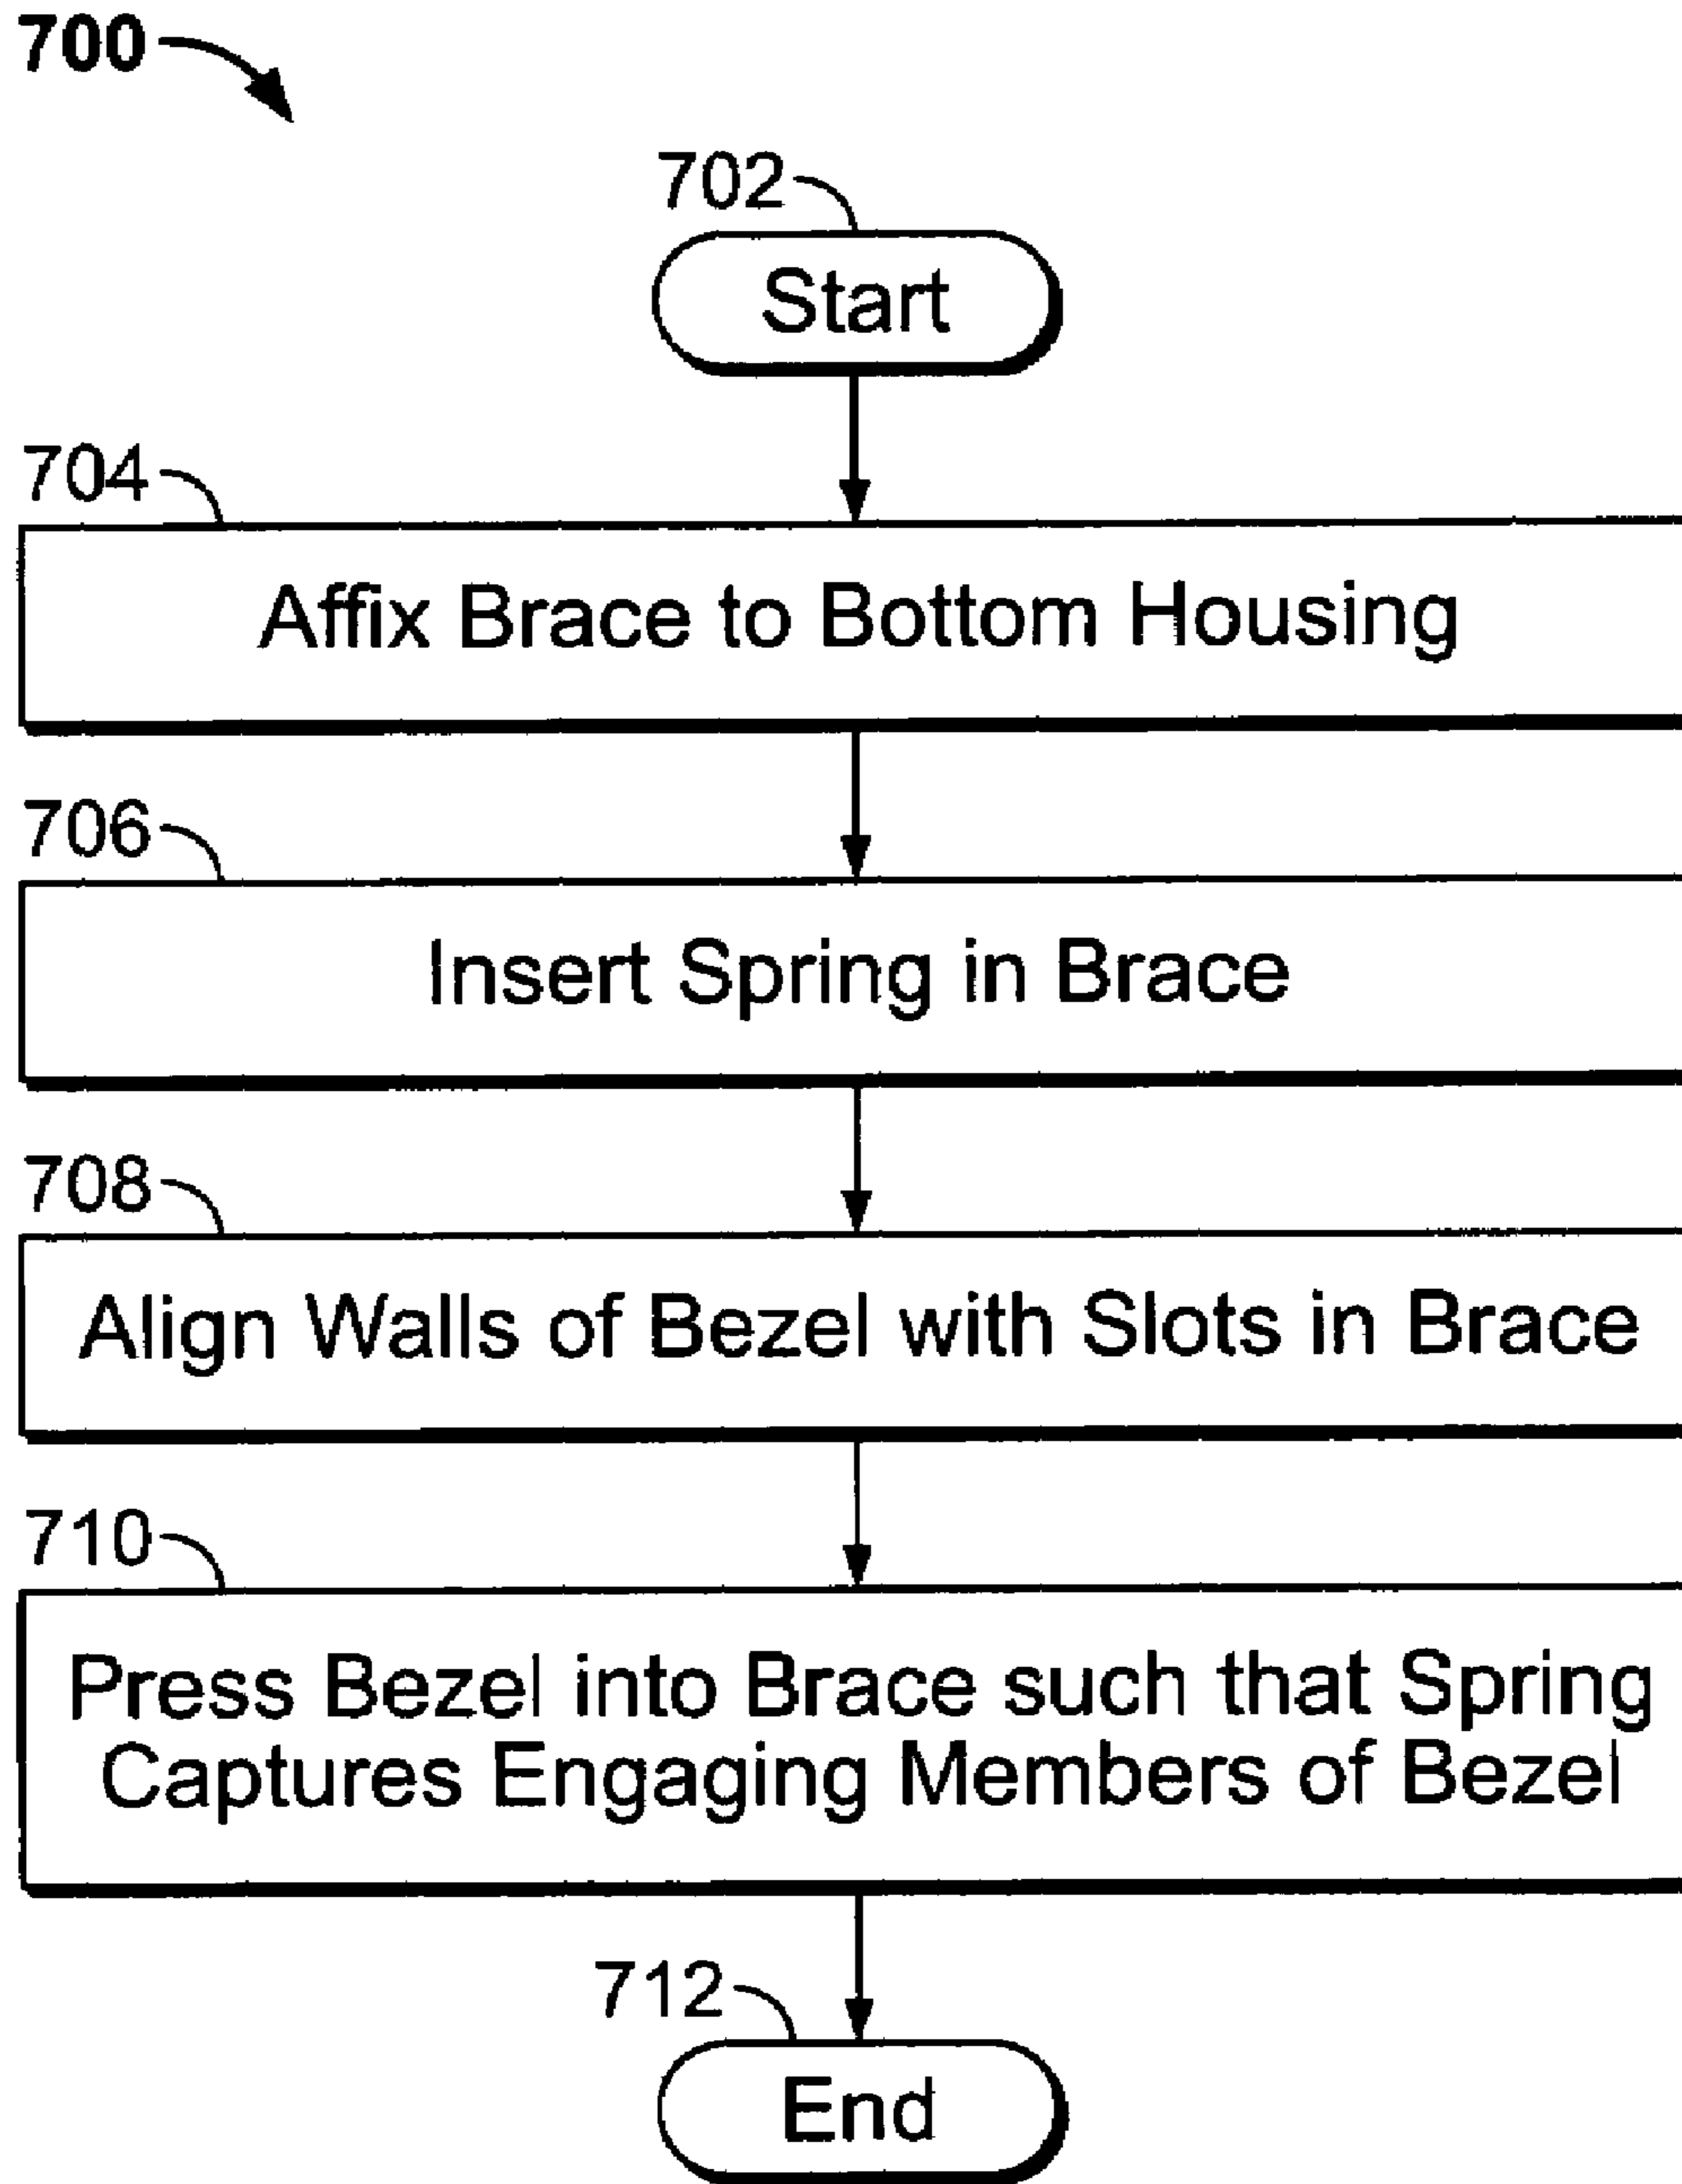 700
702
Start
704
Affix Brace to Bottom Housing
706
Insert Spring in Brace
708
Align Walls of Bezel with Slots in Brace
710
Press Bezel into Brace such that Spring
Captures Engaging Members of Bezel
712
End